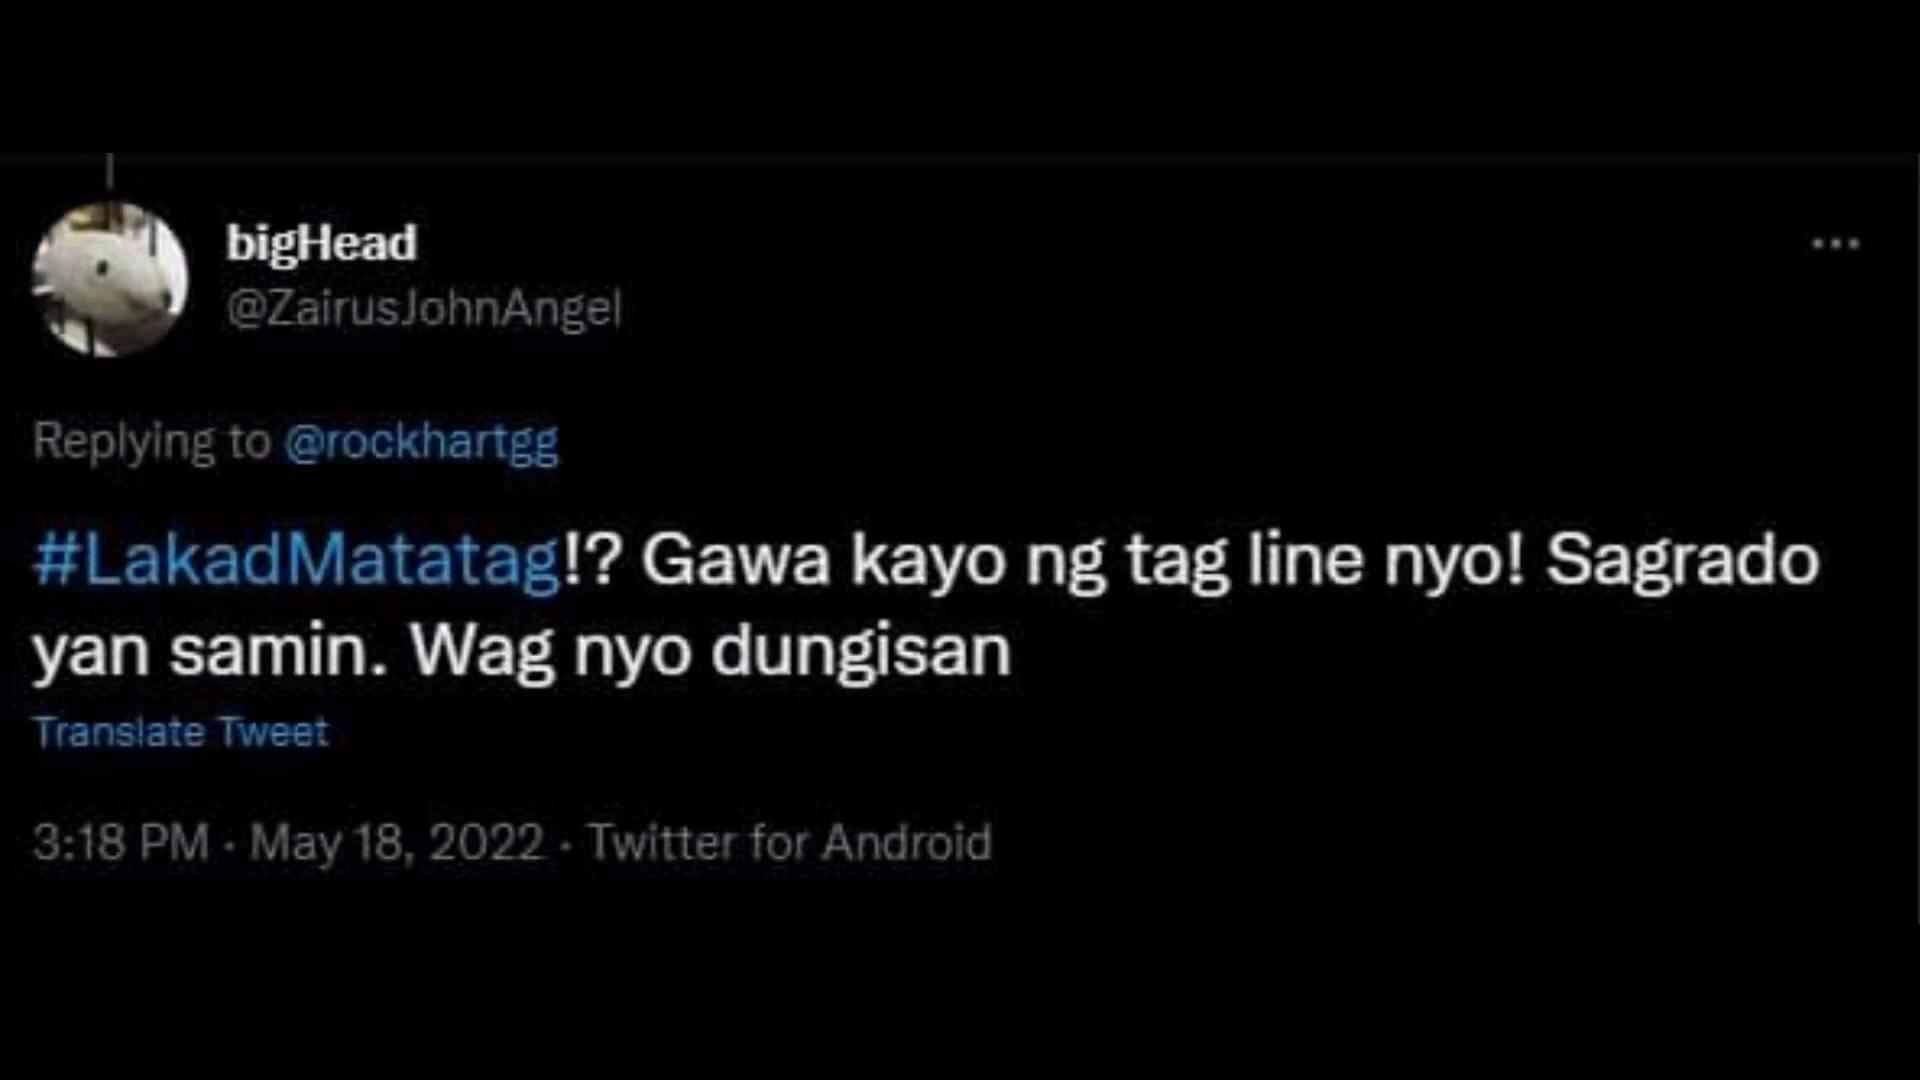 bigHead
@ZairusJohnAngel
Replying to @rockhartgg
#LakadMatatag!? Gawa kayo ng tag line nyo! Sagrado
yan samin. Wag nyo dungisan
Translate Tweet
3:18 PM · May 18, 2022 · Twitter for Android